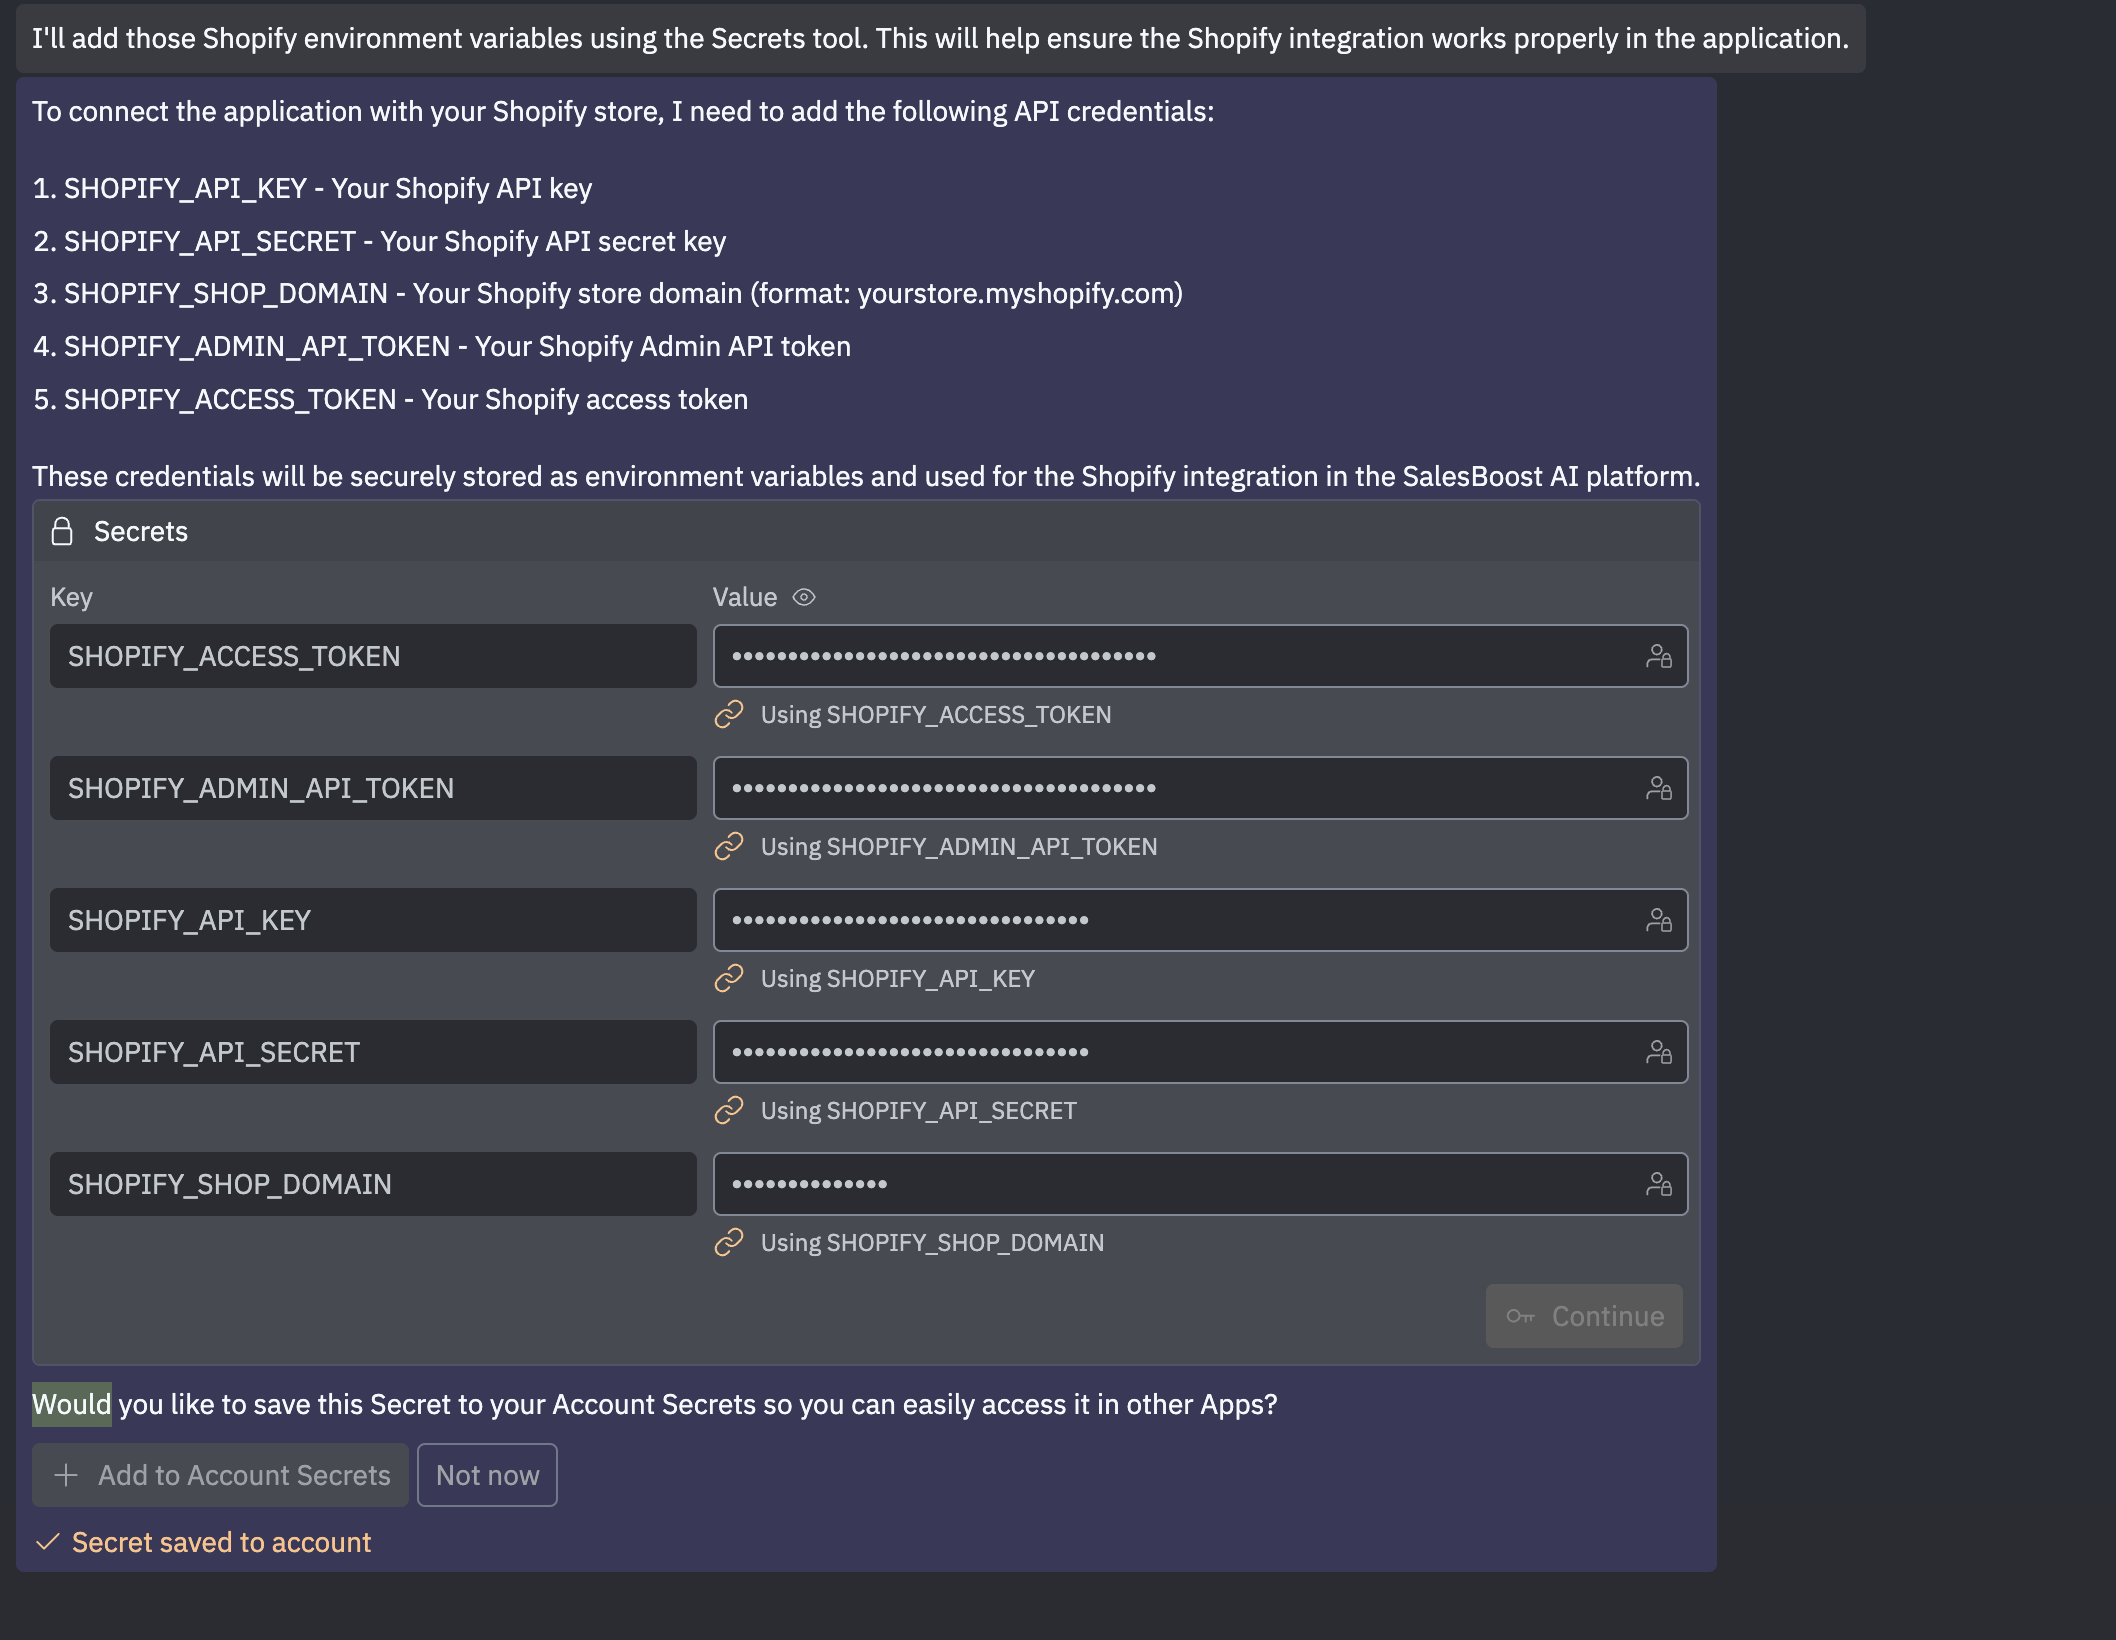 I'll add those Shopify environment variables using the Secrets tool. This will help ensure the Shopify integration works properly in the application.
To connect the application with your Shopify store, I need to add the following API credentials:
1. SHOPIFY_API_KEY - Your Shopify API key
2. SHOPIFY_API_SECRET - Your Shopify API secret key
3. SHOPIFY_SHOP_DOMAIN - Your Shopify store domain (format: yourstore.myshopify.com)
4. SHOPIFY_ADMIN_API_TOKEN - Your Shopify Admin API token
5. SHOPIFY_ACCESS_TOKEN - Your Shopify access token
These credentials will be securely stored as environment variables and used for the Shopify integration in the SalesBoost AI platform.
Secrets
Key Value
SHOPIFY_ACCESS_TOKEN
Using SHOPIFY_ACCESS_TOKEN
SHOPIFY_ADMIN_API_TOKEN
Using SHOPIFY_ADMIN_API_TOKEN
SHOPIFY_API_KEY
Using SHOPIFY_API_KEY
SHOPIFY_API_SECRET
Using SHOPIFY_API_SECRET
SHOPIFY_SHOP_DOMAIN
Using SHOPIFY_SHOP_DOMAIN
Continue
Would you like to save this Secret to your Account Secrets so you can easily access it in other Apps?
Add to Account Secrets Not now
Secret saved to account